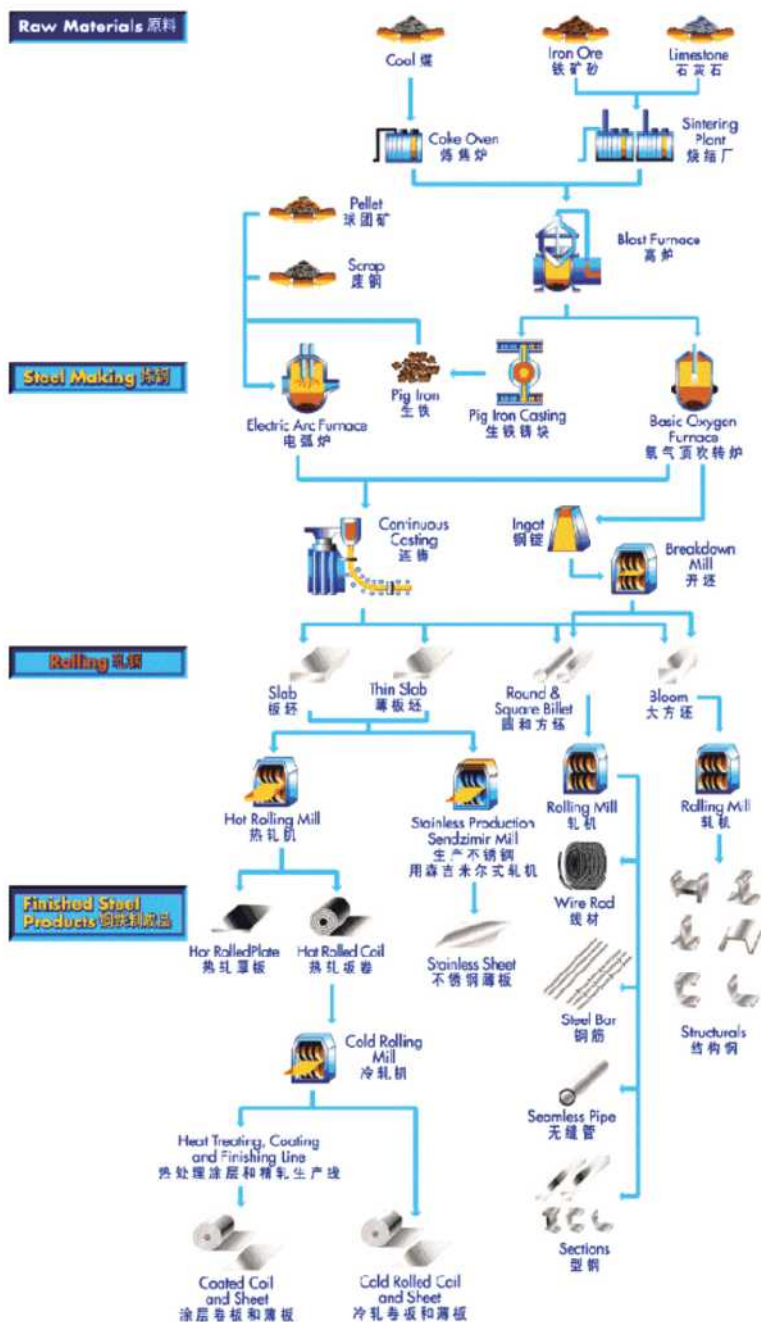 Raw Materials 原料
Coal 煤
Iron Ore
铁矿砂
Limestone
石灰石
Coke Oven
炼焦炉
Sintering
Plant
烧结厂
Pellet
球团矿
Scrap
废钢
Blast Furnace
高炉
Steel Making 炼钢
Electric Arc Furnace
电弧炉
Pig Iron
生铁
Pig Iron Casting
生铁铸块
Basic Oxygen
Furnace
氧气顶吹转炉
Continuous
Casting
连铸
Ingot
钢锭
Breakdown
Mill
开坯
Rolling 轧钢
Slab
板坯
Thin Slab
薄板坯
Round &
Square Billet
圆和方坯
Bloom
大方坯
Hot Rolling Mill
热轧机
Stainless Production
Sendzimir Mill
生产不锈钢
用森吉米尔式轧机
Rolling Mill
轧机
Rolling Mill
轧机
Finished Steel
Products 钢铁制成品
Hot RolledPlate
热轧厚板
Hot Rolled Coil
热轧板卷
Stainless Sheet
不锈钢薄板
Wire Rod
线材
Steel Bar
钢筋
Structurals
结构钢
Cold Rolling
Mill
冷轧机
Seamless Pipe
无缝管
Heat Treating, Coating
and Finishing Line
热处理涂层和精轧生产线
Sections
型钢
Coated Coil
and Sheet
涂层卷板和薄板
Cold Rolled Coil
and Sheet
冷轧卷板和薄板